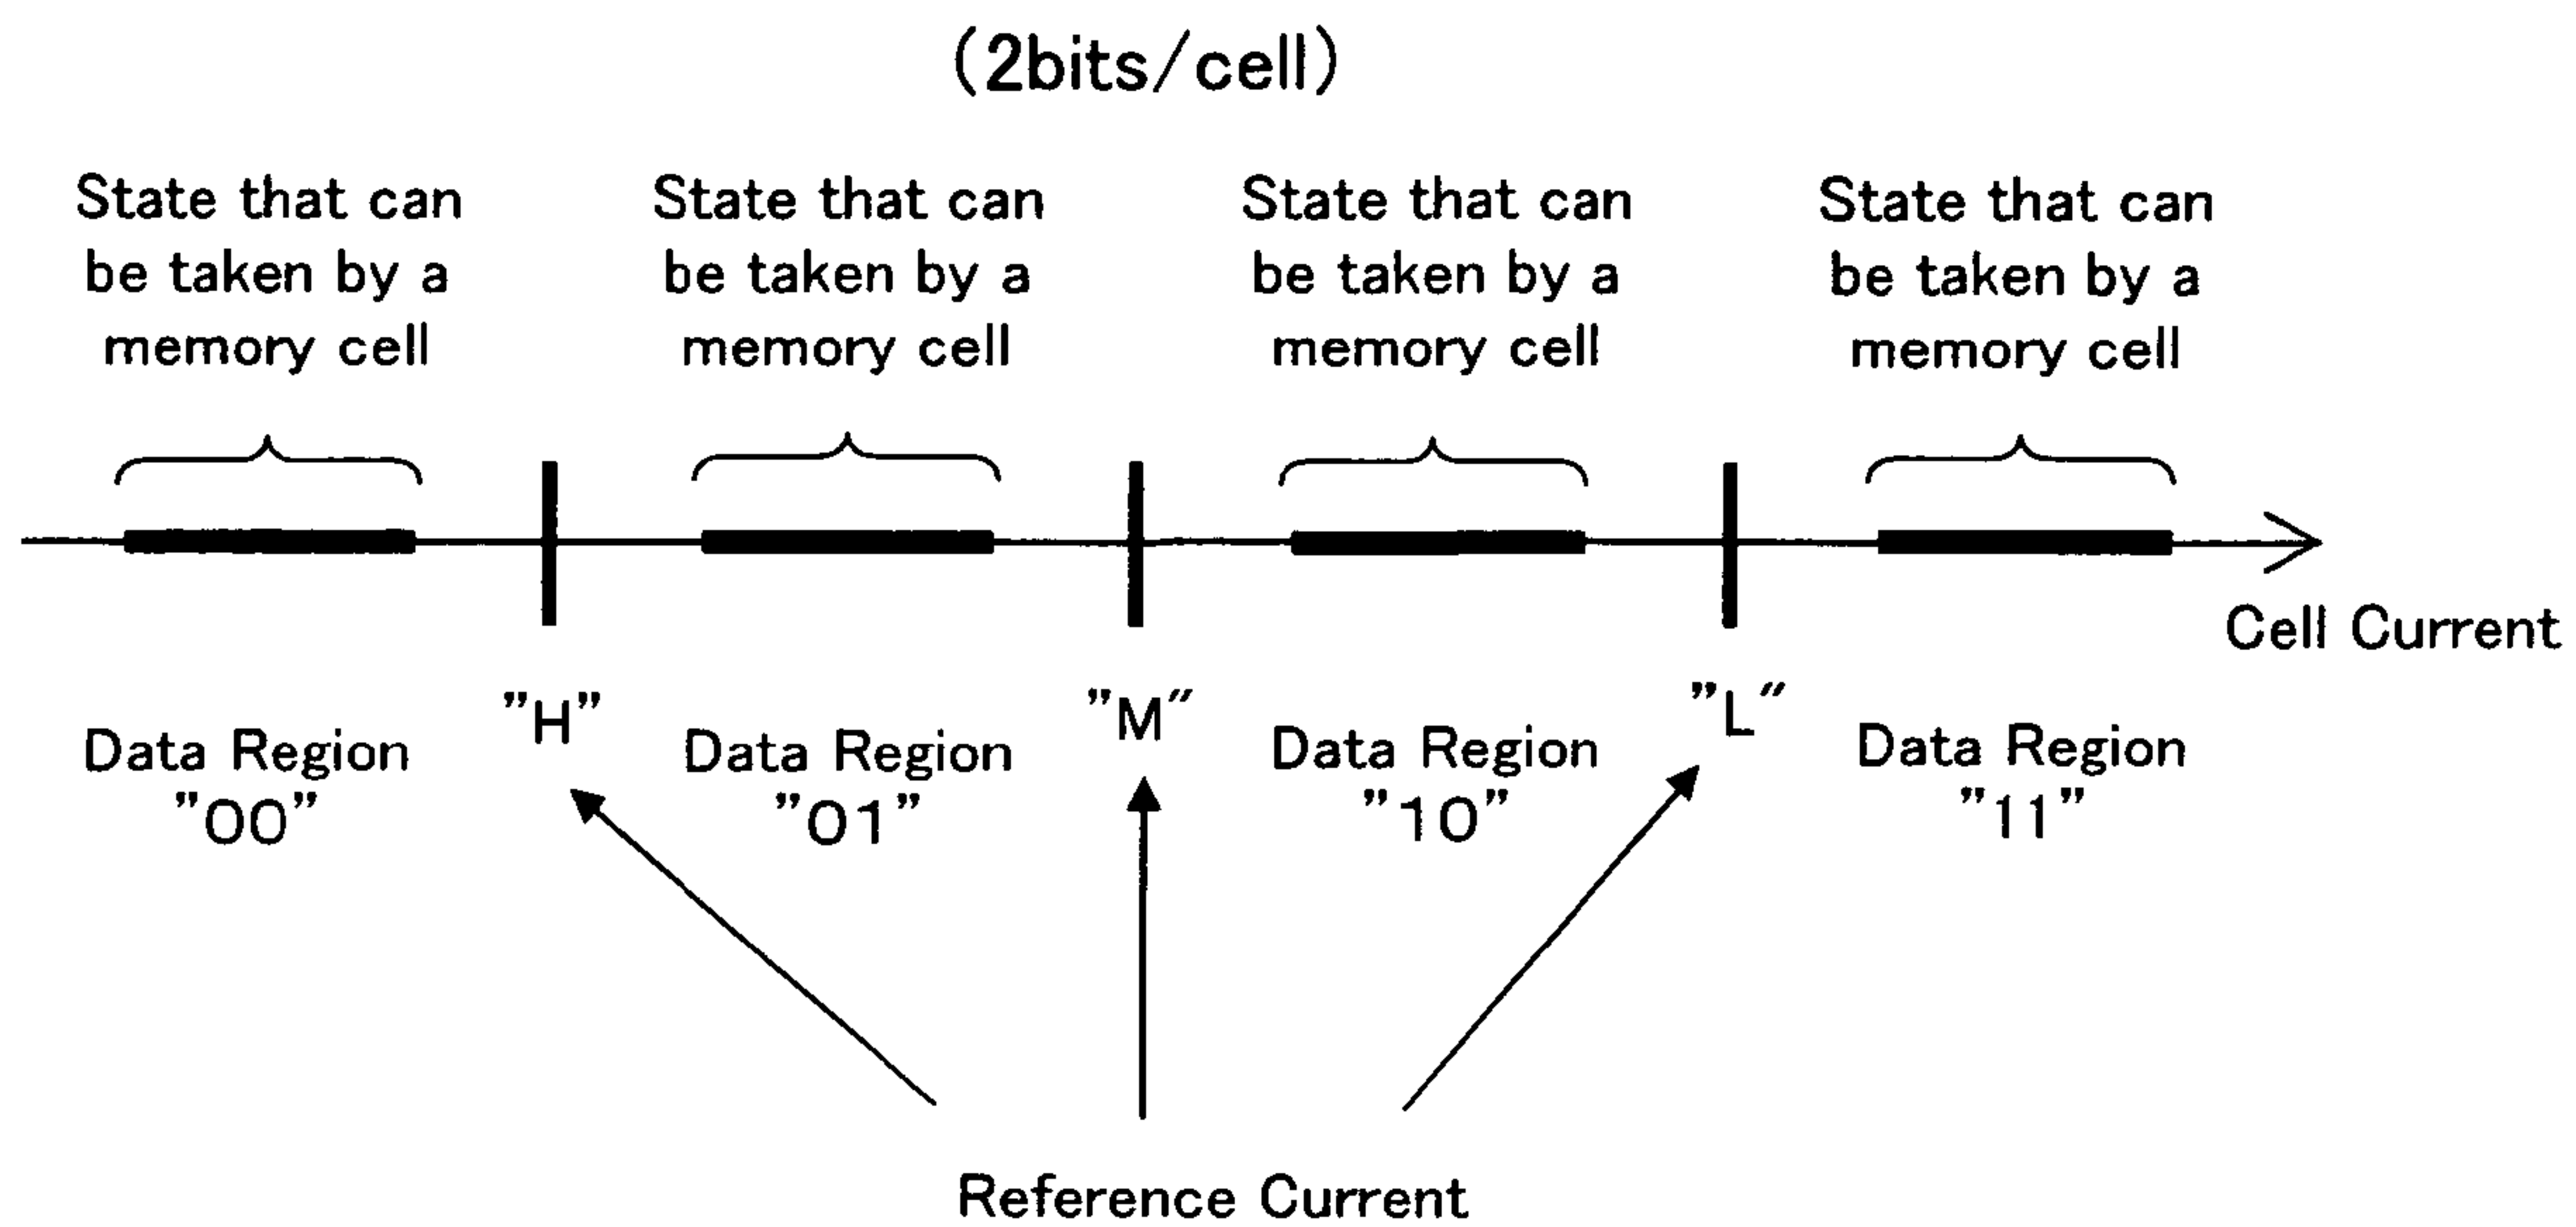 (2bits/cell)
State that can
be taken by a
memory cell
State that can
be taken by a
memory cell
State that can
be taken by a
memory cell
State that can
be taken by a
memory cell
Cell Current
"H"
"M"
"L"
Data Region
"00"
Data Region
"01"
Data Region
"10"
Data Region
"11"
Reference Current